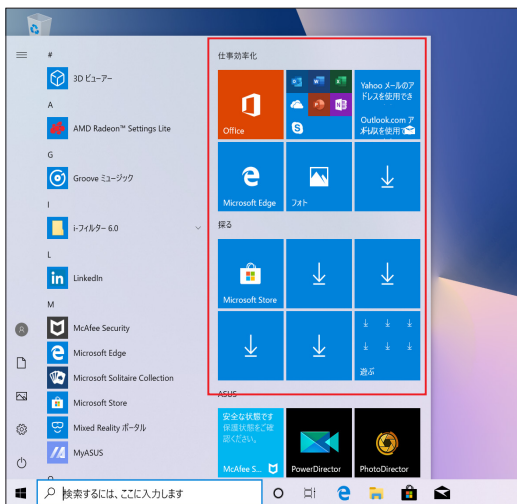 #
3D ビューアー
A
AMD Radeon™ Settings Lite
G
Groove ミュージック
I
i-フィルター 6.0
L
LinkedIn
M
McAfee Security
Microsoft Edge
Microsoft Solitaire Collection
Microsoft Store
Mixed Reality ポータル
MyASUS
仕事効率化
Office
Yahoo メールのア
ドレスを使用でき
Outlook.com ア
Microsoft Edge
フォト
探る
Microsoft Store
遊ぶ
ASUS
安全な状態です
保護状態をご確
認ください。
McAfee S...
PowerDirector
PhotoDirector
検索するには、ここに入力します